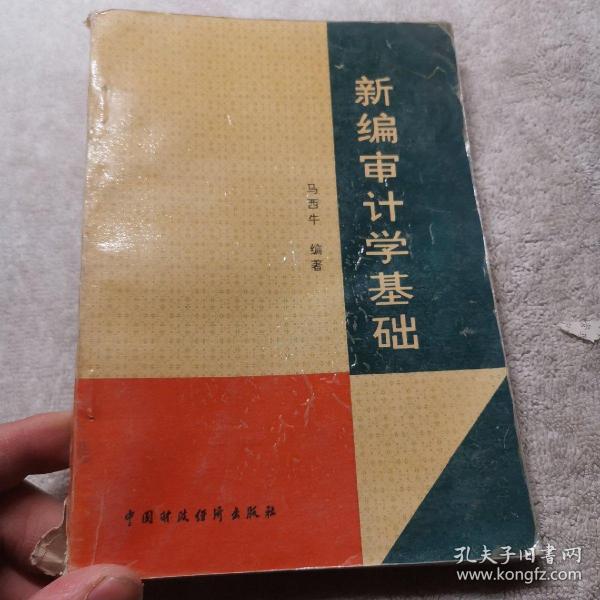 新编审计学基础
马西牛 编著
中国财政经济出版社
孔夫子旧书网
www.kongfz.com